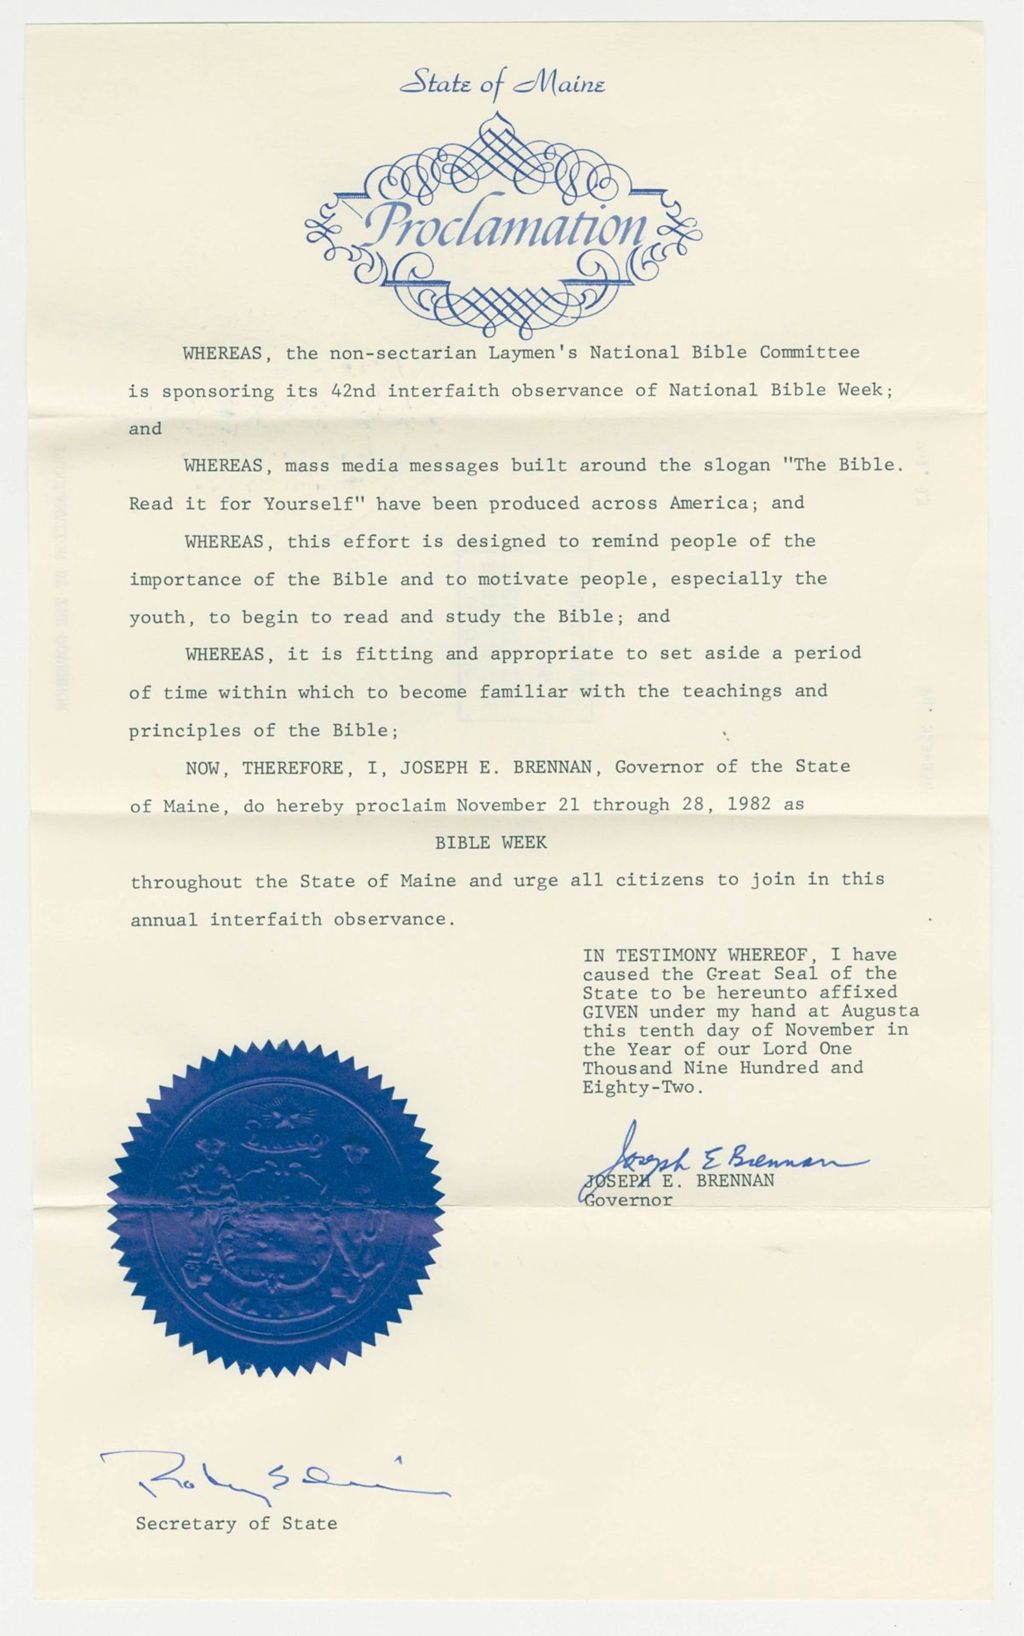 State of Maine
Proclamation
WHEREAS, the non-sectarian Laymen's National Bible Committee
is sponsoring its 42nd interfaith observance of National Bible Week;
and
WHEREAS, mass media messages built around the slogan "The Bible.
Read it for Yourself" have been produced across America; and
WHEREAS, this effort is designed to remind people of the
importance of the Bible and to motivate people, especially the
youth, to begin to read and study the Bible; and
WHEREAS, it is fitting and appropriate to set aside a period
of time within which to become familiar with the teachings and
principles of the Bible;
NOW, THEREFORE, I, JOSEPH E. BRENNAN, Governor of the State
of Maine, do hereby proclaim November 21 through 28, 1982 as
BIBLE WEEK
throughout the State of Maine and urge all citizens to join in this
annual interfaith observance.
IN TESTIMONY WHEREOF, I have
caused the Great Seal of the
State to be hereunto affixed
GIVEN under my hand at Augusta
this tenth day of November in
the Year of our Lord One
Thousand Nine Hundred and
Eighty-Two.
Joseph E Brennan
JOSEPH E. BRENNAN
Governor
Secretary of State